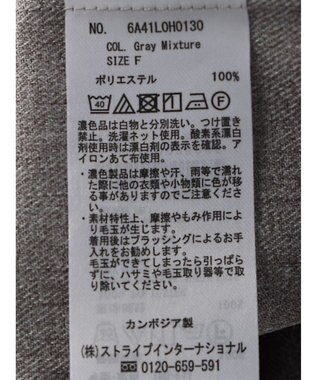 NO. 6A41L0H0130
COL. Gray Mixture
SIZE F
ポリエステル 100%
40
F
濃色品は白物と分別洗い。つけ置き
禁止。洗濯ネット使用。酸素系漂白
剤使用時は漂白剤の表示を確認。ア
イロンあて布使用。
・濃色製品は摩擦や汗、雨等で濡れ
た際に他の衣類や小物類に色が移
る事がありますのでご注意くださ
い。
・素材特性上、摩擦やもみ作用によ
り毛玉が生じます。
着用後はブラッシングによるお手
入れをお勧めします。
毛玉ができてしまったら引っぱら
ずに、ハサミや毛玉取り器等で取り
除いてください。
カンボジア製
(株)ストライプインターナショナル
0120-659-591